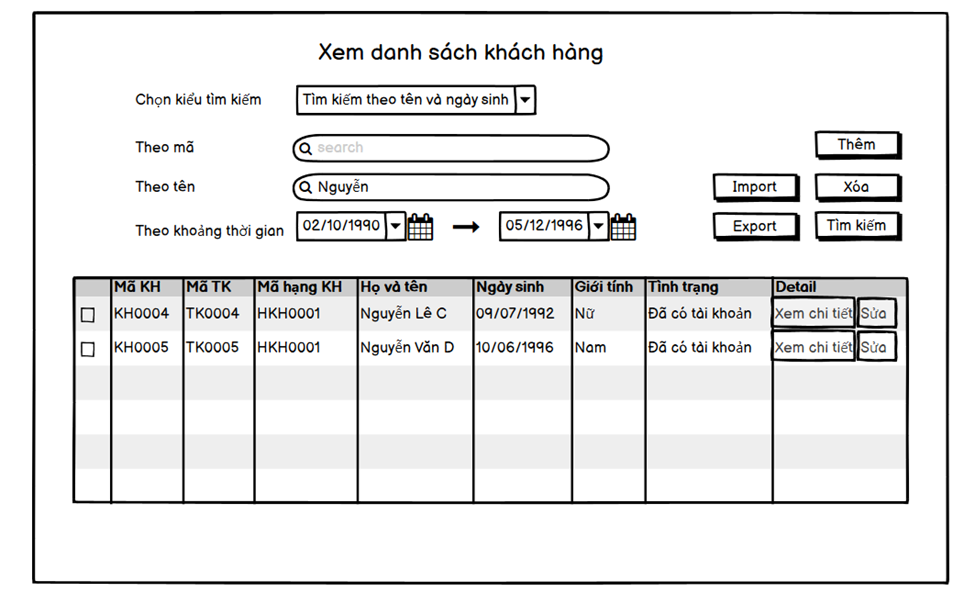 Xem danh sách khách hàng
Chọn kiểu tìm kiếm Tìm kiếm theo tên và ngày sinh
Theo mã search Thêm
Theo tên Nguyễn Import Xóa
Theo khoảng thời gian 02/10/1990 05/12/1996 Export Tìm kiếm
Mã KH Mã TK Mã hạng KH Họ và tên Ngày sinh Giới tính Tình trạng Detail
KH0004 TK0004 HKH0001 Nguyễn Lê C 09/07/1992 Nữ Đã có tài khoản Xem chi tiết Sửa
KH0005 TK0005 HKH0001 Nguyễn Văn D 10/06/1996 Nam Đã có tài khoản Xem chi tiết Sửa